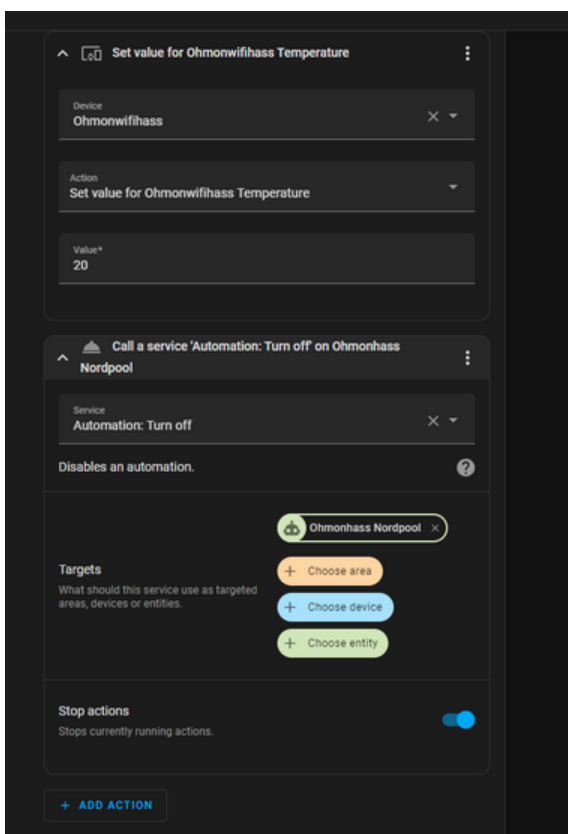 Set value for Ohmonwifihass Temperature
Device
Ohmonwifihass
Action
Set value for Ohmonwifihass Temperature
Value*
20
Call a service 'Automation: Turn off' on Ohmonhass
Nordpool
Service
Automation: Turn off
Disables an automation.
Ohmonhass Nordpool
Targets
What should this service use as targeted
areas, devices or entities.
+ Choose area
+ Choose device
+ Choose entity
Stop actions
Stops currently running actions.
+ ADD ACTION